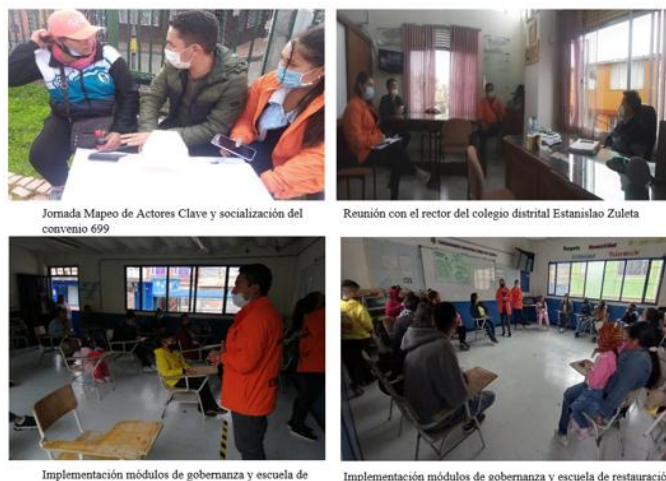 Jornada Mapeo de Actores Clave y socialización del
convenio 699
Reunión con el rector del colegio distrital Estanislao Zuleta
Implementación módulos de gobernanza y escuela de
Implementación módulos de gobernanza y escuela de restauració